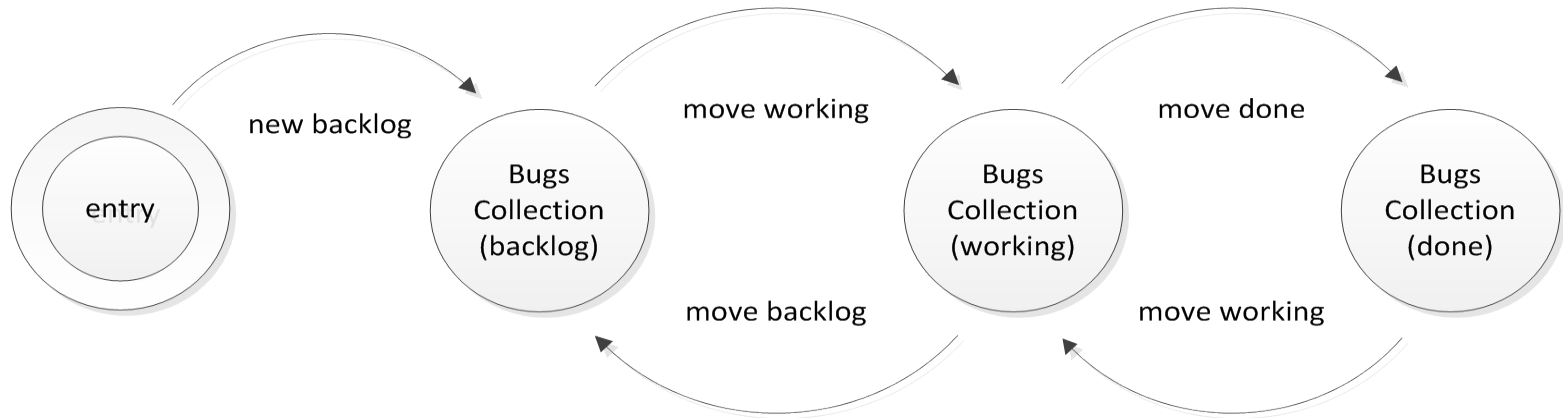 new backlog
move working
move done
entry
Bugs
Collection
(backlog)
Bugs
Collection
(working)
Bugs
Collection
(done)
move backlog
move working